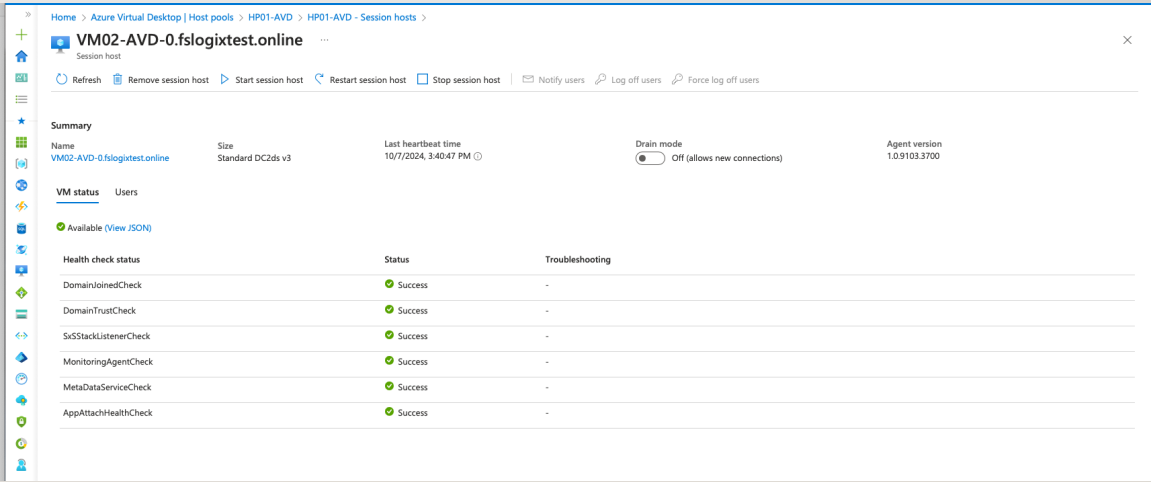 Home > Azure Virtual Desktop | Host pools > HP01-AVD > HP01-AVD - Session hosts >
VM02-AVD-0.fslogixtest.online ...
Session host
Refresh Remove session host Start session host Restart session host Stop session host Notify users Log off users Force log off users
Summary
Name Size Last heartbeat time Drain mode Agent version
VM02-AVD-0.fslogixtest.online Standard DC2ds v3 10/7/2024, 3:40:47 PM Off (allows new connections) 1.0.9103.3700
VM status Users
Available (View JSON)
Health check status Status Troubleshooting
DomainJoinedCheck Success -
DomainTrustCheck Success -
SxSStackListenerCheck Success -
MonitoringAgentCheck Success -
MetaDataServiceCheck Success -
AppAttachHealthCheck Success -